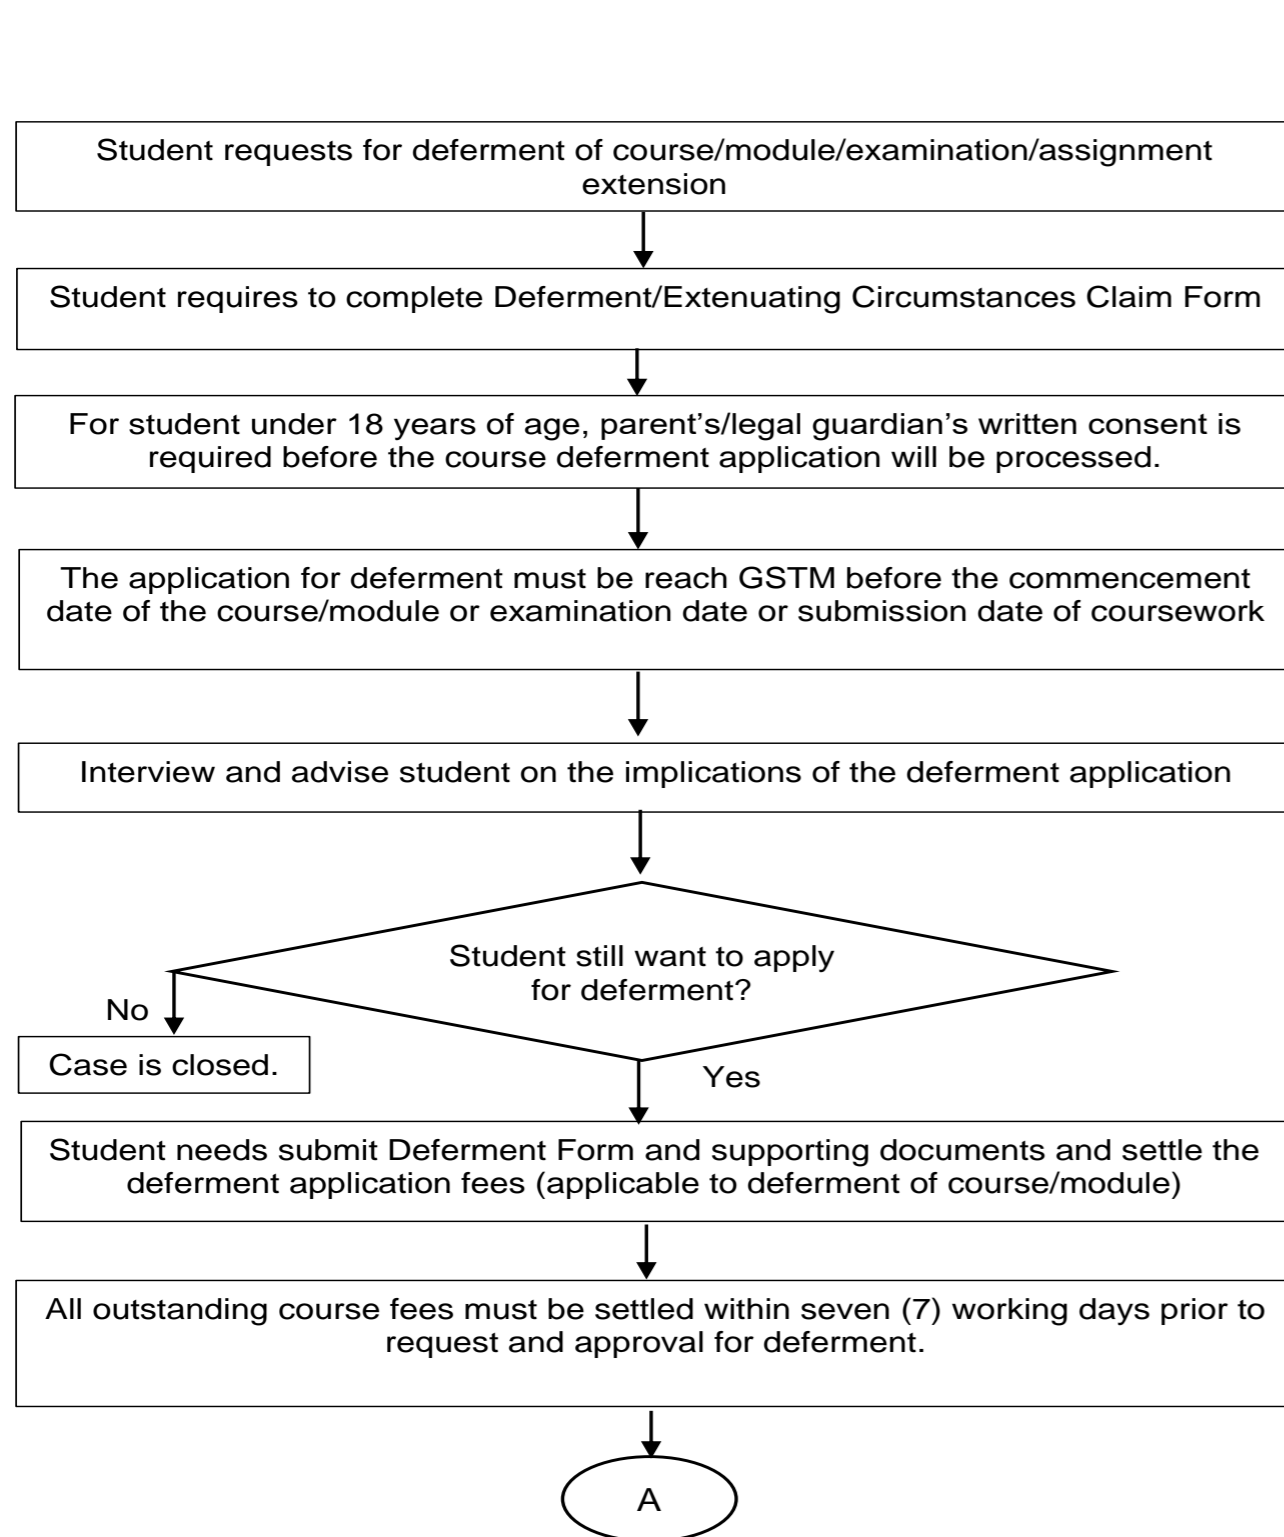 Student requests for deferment of course/module/examination/assignment
extension
Student requires to complete Deferment/Extenuating Circumstances Claim Form
For student under 18 years of age, parent’s/legal guardian’s written consent is
required before the course deferment application will be processed.
The application for deferment must be reach GSTM before the commencement
date of the course/module or examination date or submission date of coursework
Interview and advise student on the implications of the deferment application
Student still want to apply
for deferment?
No
Case is closed.
Yes
Student needs submit Deferment Form and supporting documents and settle the
deferment application fees (applicable to deferment of course/module)
All outstanding course fees must be settled within seven (7) working days prior to
request and approval for deferment.
A